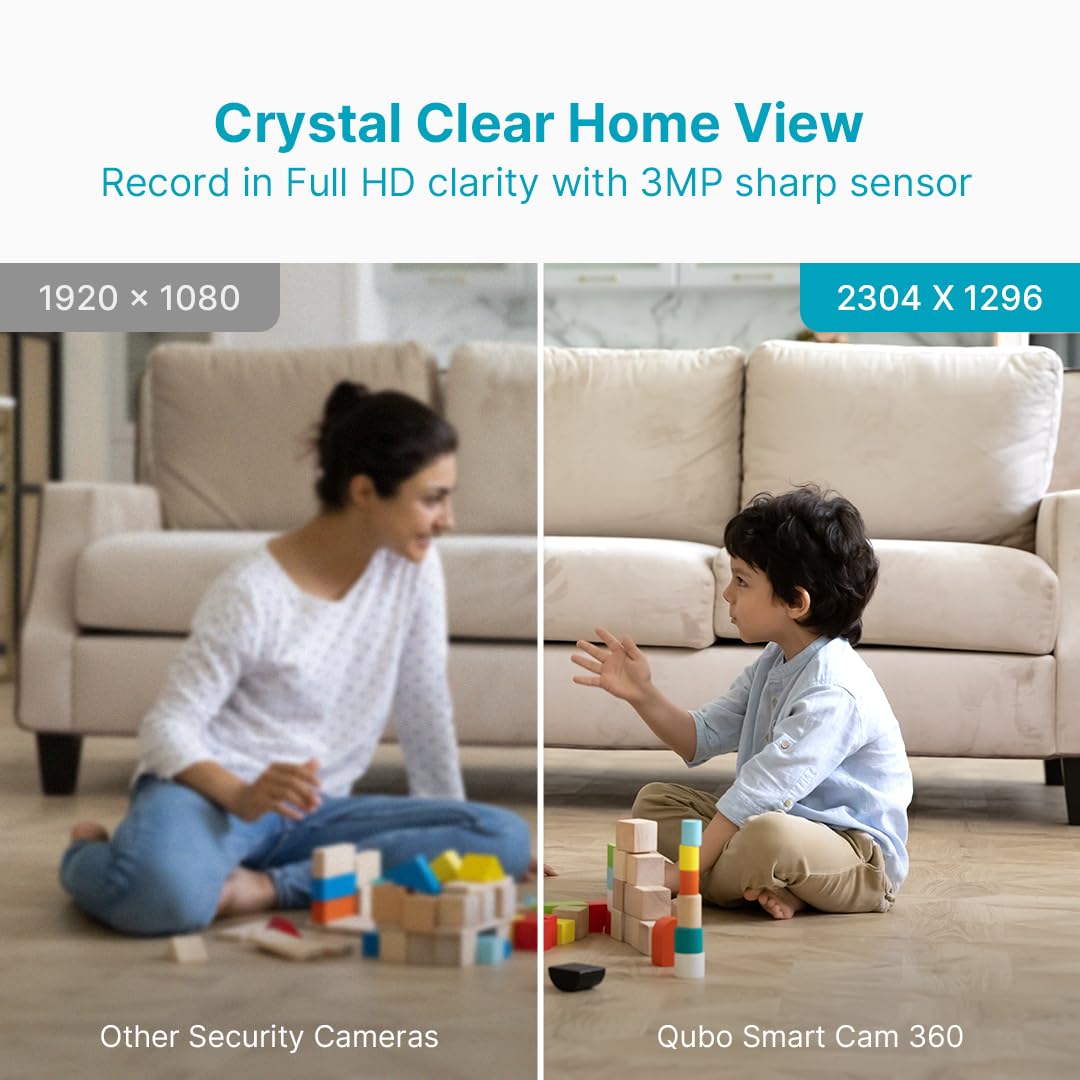 Crystal Clear Home View
Record in Full HD clarity with 3MP sharp sensor
1920 × 1080
2304 X 1296
Other Security Cameras
Qubo Smart Cam 360